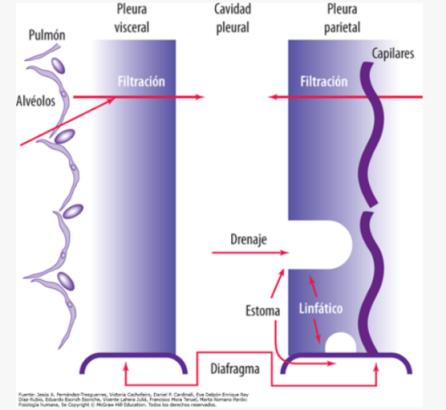 Pleura
visceral
Cavidad
pleural
Pleura
parietal
Pulmón
Capilares
Filtración
Filtración
Alvéolos
Drenaje
Estoma
Linfático
Diafragma
Fuente: Jesús A. Fernández-Tresguerres, Victoria Cachofeiro, Daniel P. Cardinali, Eva Delpón Enrique Rey
Díaz-Rubio, Eduardo Escrich Escriche, Vicente Lahera Juliá, Francisco Mora Teruel, Marta Romano Pardo:
Fisiología humana, 5e Copyright © McGraw-Hill Education. Todos los derechos reservados.